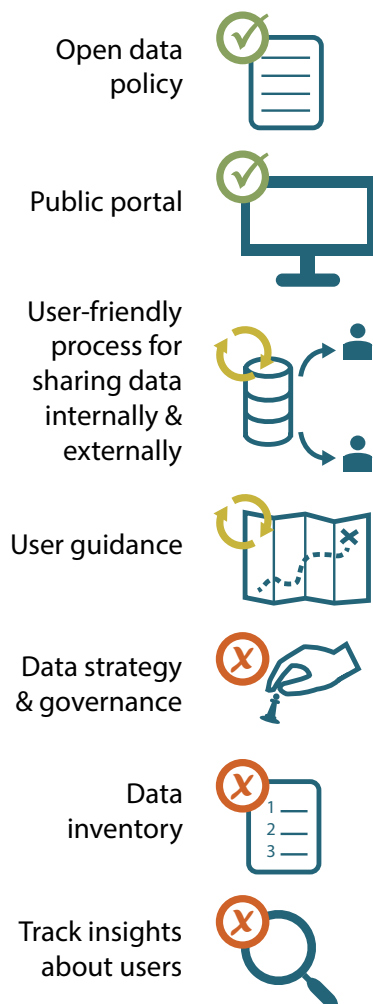 Open data
policy
Public portal
User-friendly
process for
sharing data
internally &
externally
User guidance
Data strategy
& governance
Data
inventory
1
2
3
Track insights
about users